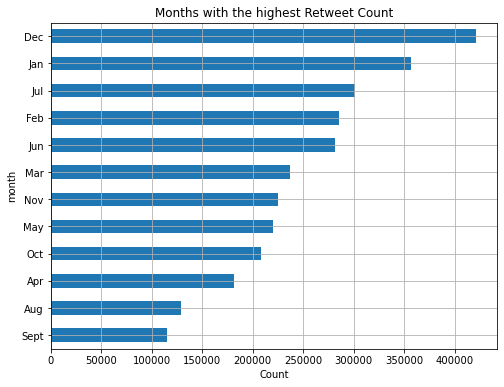 Months with the highest Retweet Count
Dec
Jan
Jul
Feb
Jun
Mar
Nov
May
Oct
Apr
Aug
Sept
month
0 50000 100000 150000 200000 250000 300000 350000 400000
Count